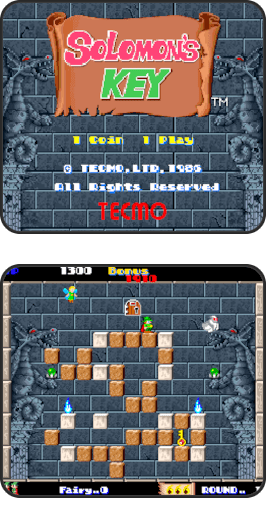 SOLOMON'S
KEY
TM
1 Coin 1 Play
© TECMO,LTD,1986
All Rights Reserved
TECMO
1300 Bonus
Fairy..0 ROUND..